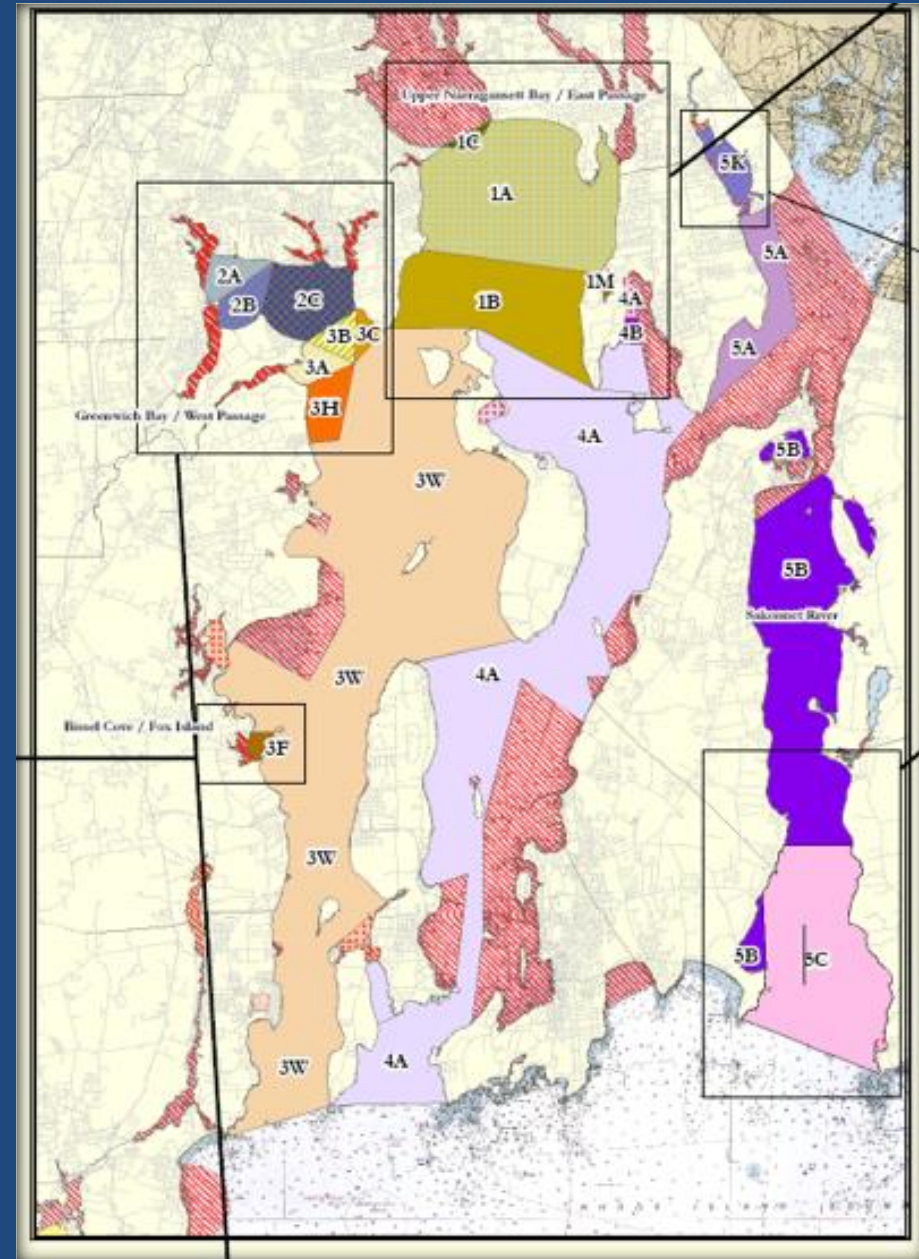 Upper Narragansett Bay / East Passage
1C
5K
1A
5A
2A
1M
2C
2B
1B
4A
3B
3C
4B
3A
5A
Greenwich Bay / West Passage
3H
4A
5B
3W
5B
Sakonnet River
3W
4A
Bissel Cove / Fox Island
3F
3W
5B
5C
3W
4A